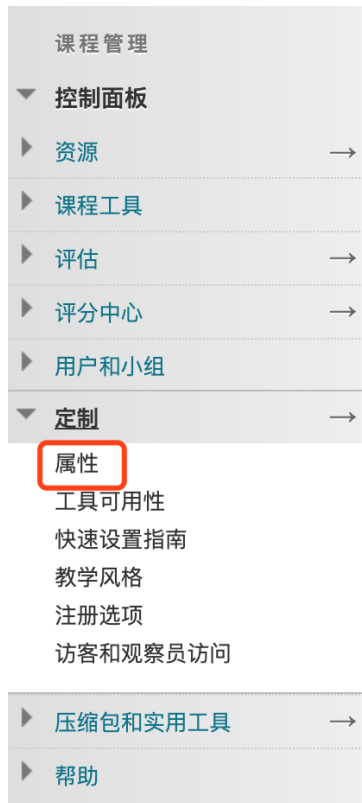 课程管理
控制面板
资源
课程工具
评估
评分中心
用户和小组
定制
属性
工具可用性
快速设置指南
教学风格
注册选项
访客和观察员访问
压缩包和实用工具
帮助